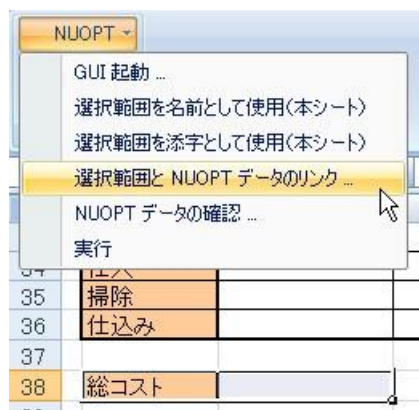 NUOPT
GUI 起動 ...
選択範囲を名前として使用(本シート)
選択範囲を添字として使用(本シート)
選択範囲と NUOPT データのリンク ...
NUOPT データの確認 ...
実行
35 掃除
36 仕込み
37
38 総コスト